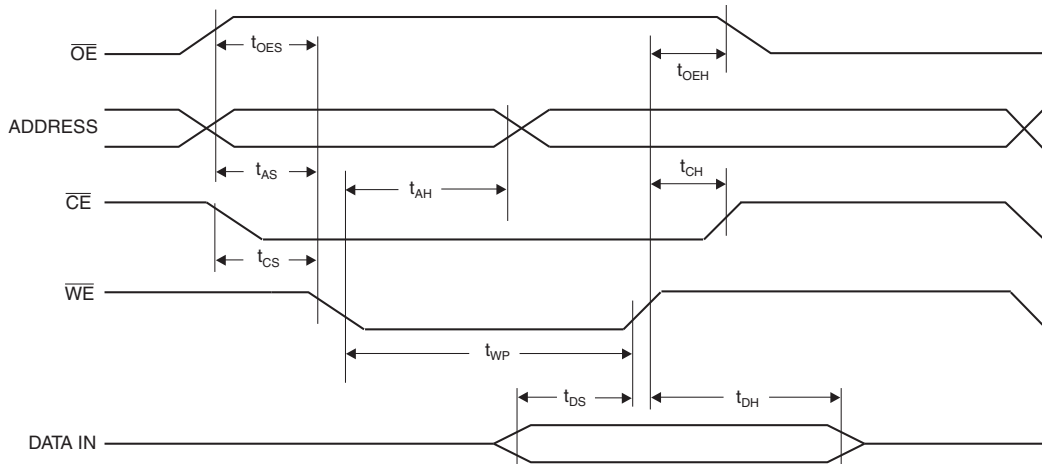 OE
tOES
tOEH
ADDRESS
tAS
tAH
tCH
CE
tCS
WE
tWP
tDS
tDH
DATA IN